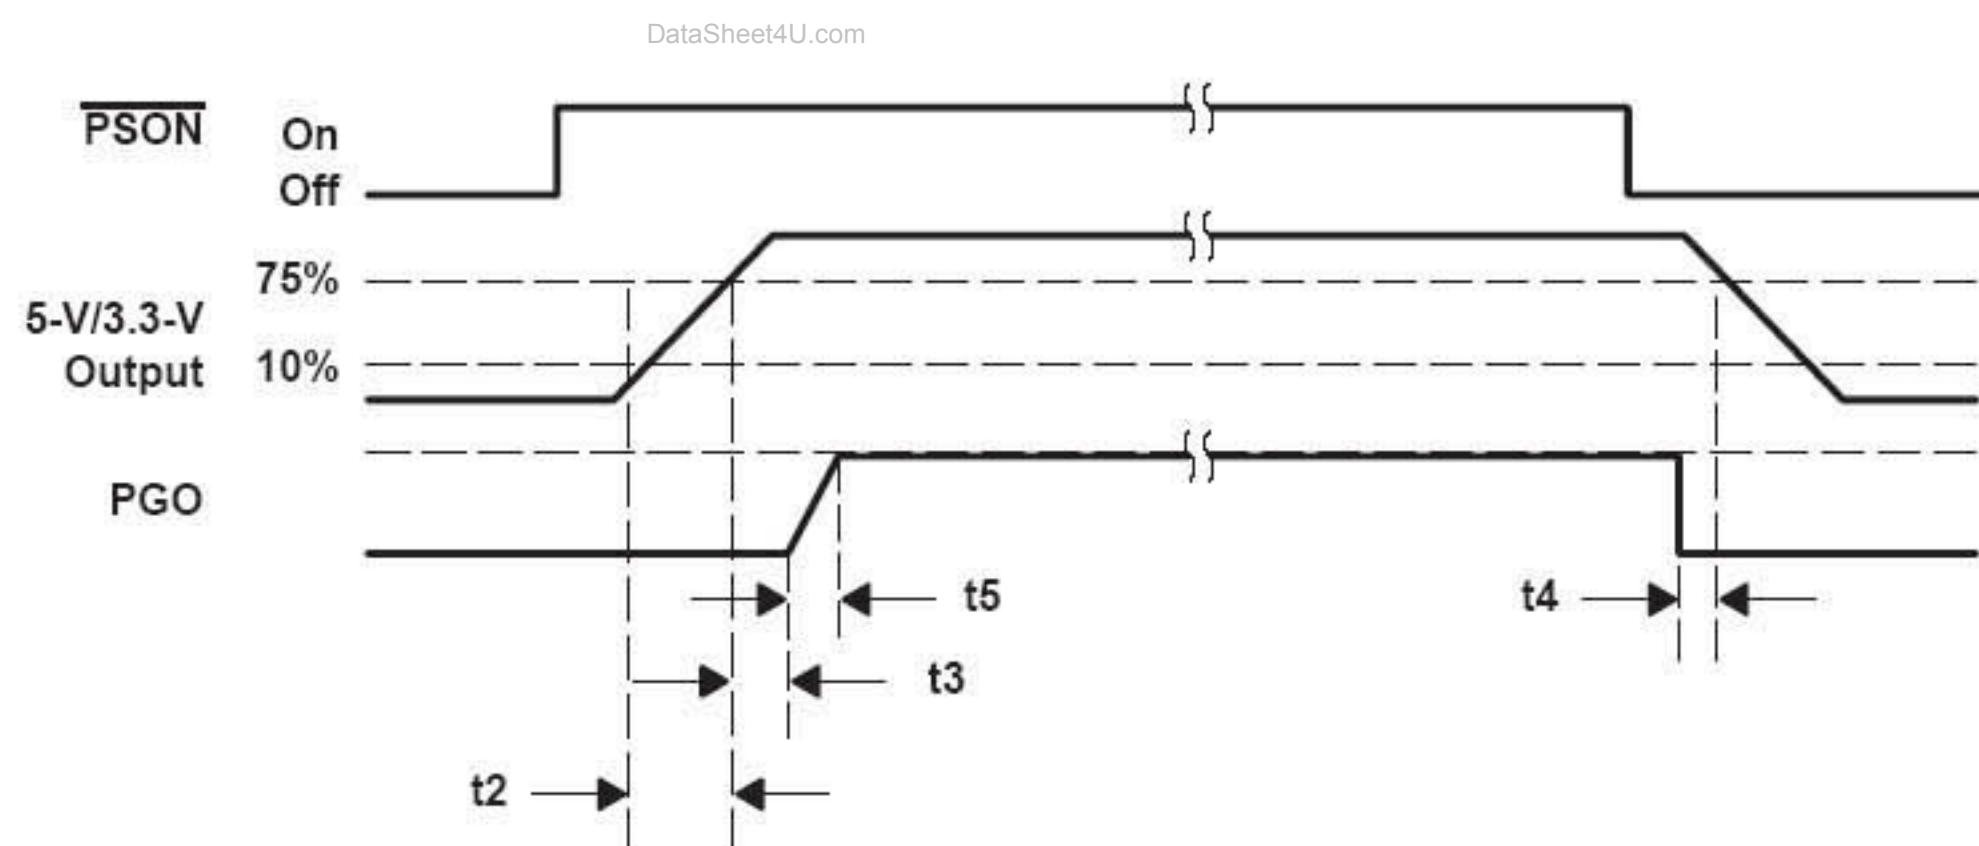 DataSheet4U.com
PSON
On
Off
75%
5-V/3.3-V
Output
10%
PGO
t5
t4
t3
t2